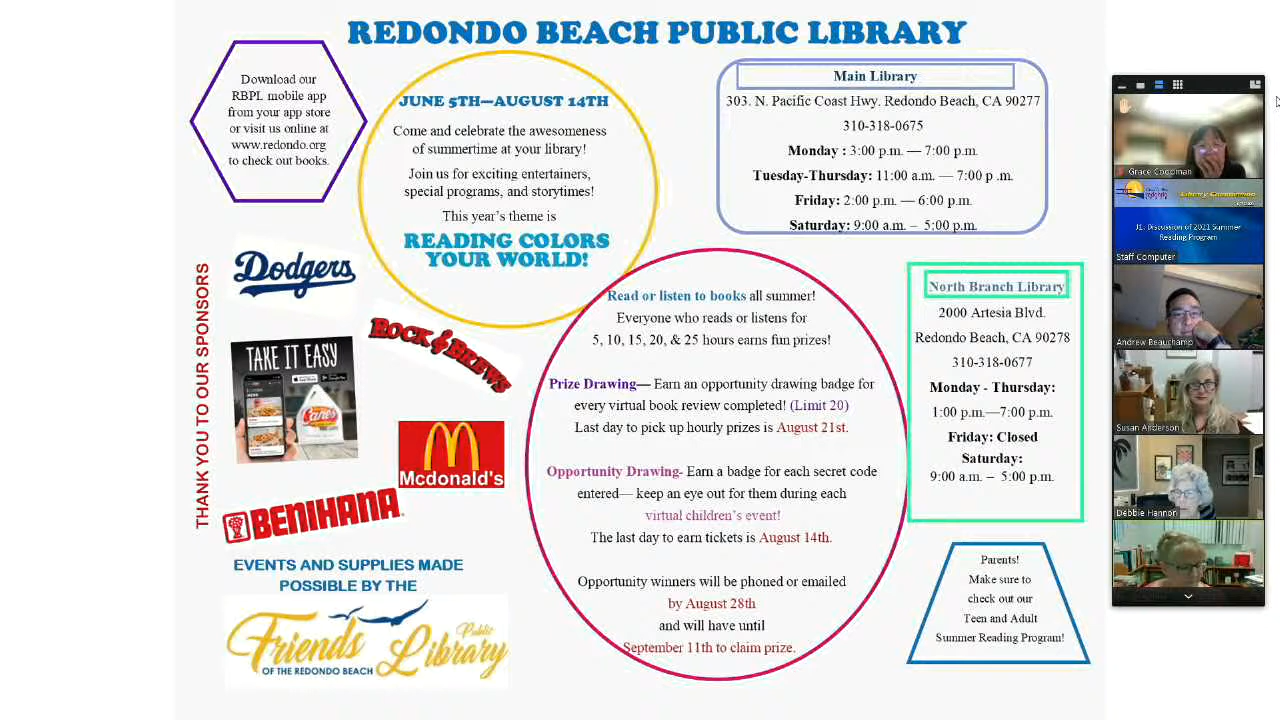 REDONDO BEACH PUBLIC LIBRARY
Download our
RBPL mobile app
from your app store
or visit us online at
www.redondo.org
to check out books.
JUNE 5TH—AUGUST 14TH
Come and celebrate the awesomeness
of summertime at your library!
Join us for exciting entertainers,
special programs, and storytimes!
This year's theme is
READING COLORS
YOUR WORLD!
Main Library
303. N. Pacific Coast Hwy. Redondo Beach, CA 90277
310-318-0675
Monday : 3:00 p.m. — 7:00 p.m.
Tuesday-Thursday: 11:00 a.m. — 7:00 p .m.
Friday: 2:00 p.m. — 6:00 p.m.
Saturday: 9:00 a.m. – 5:00 p.m.
THANK YOU TO OUR SPONSORS
Dodgers
ROCK & BREWS
TAKE IT EASY
Canes
McDonald's
BENIHANA
EVENTS AND SUPPLIES MADE
POSSIBLE BY THE
Friends
OF THE REDONDO BEACH
Public
Library
Read or listen to books all summer!
Everyone who reads or listens for
5, 10, 15, 20, & 25 hours earns fun prizes!
Prize Drawing— Earn an opportunity drawing badge for
every virtual book review completed! (Limit 20)
Last day to pick up hourly prizes is August 21st.
Opportunity Drawing- Earn a badge for each secret code
entered— keep an eye out for them during each
virtual children's event!
The last day to earn tickets is August 14th.
Opportunity winners will be phoned or emailed
by August 28th
and will have until
September 11th to claim prize.
North Branch Library
2000 Artesia Blvd.
Redondo Beach, CA 90278
310-318-0677
Monday - Thursday:
1:00 p.m.—7:00 p.m.
Friday: Closed
Saturday:
9:00 a.m. – 5:00 p.m.
Parents!
Make sure to
check out our
Teen and Adult
Summer Reading Program!
Grace Coodman
redondo
Library Commission
J1. Discussion of 2021 Summer
Reading Program
Staff Computer
Andrew Beauchamp
Susan Anderson
Debbie Hannon